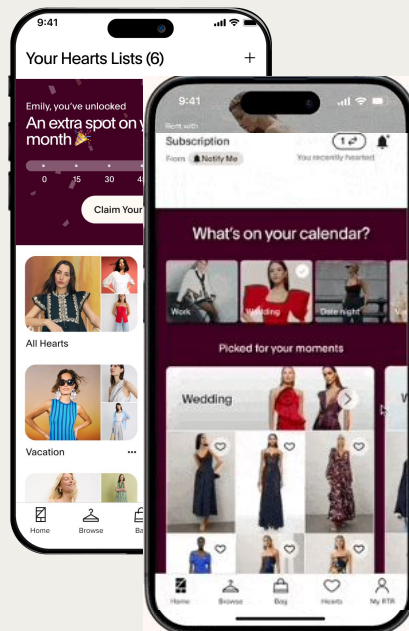 9:41
Your Hearts Lists (6)
Emily, you've unlocked
An extra spot on
month 🎉
0 15 30
Claim Your
All Hearts
Vacation
Home Browse
9:41
Rent with
Subscription
1
From Notify Me
You recently hearted
What's on your calendar?
Work Wedding Date night
Picked for your moments
Wedding
Home Browse Bag Hearts My RTR